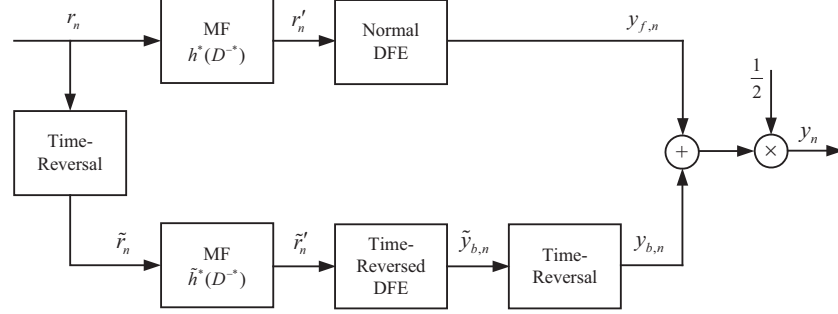 r_n
MF
h^*(D^{-*})
r'_n
Normal
DFE
y_{f,n}
1/2
Time-
Reversal
+
×
y_n
r̃_n
MF
h̃^*(D^{-*})
r̃'_n
Time-
Reversed
DFE
ỹ_{b,n}
Time-
Reversal
y_{b,n}